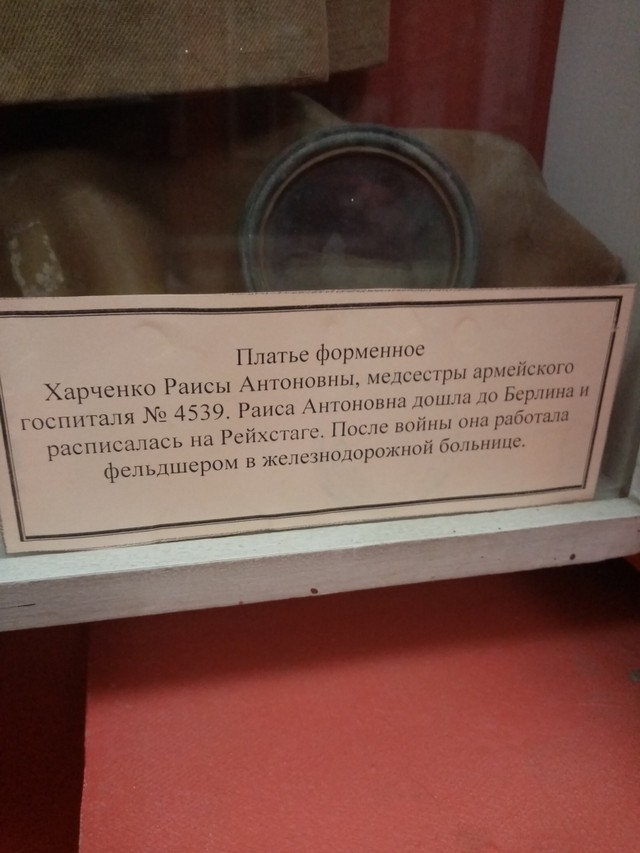 Платье форменное
Харченко Раисы Антоновны, медсестры армейского
госпиталя № 4539. Раиса Антоновна дошла до Берлина и
расписалась на Рейхстаге. После войны она работала
фельдшером в железнодорожной больнице.